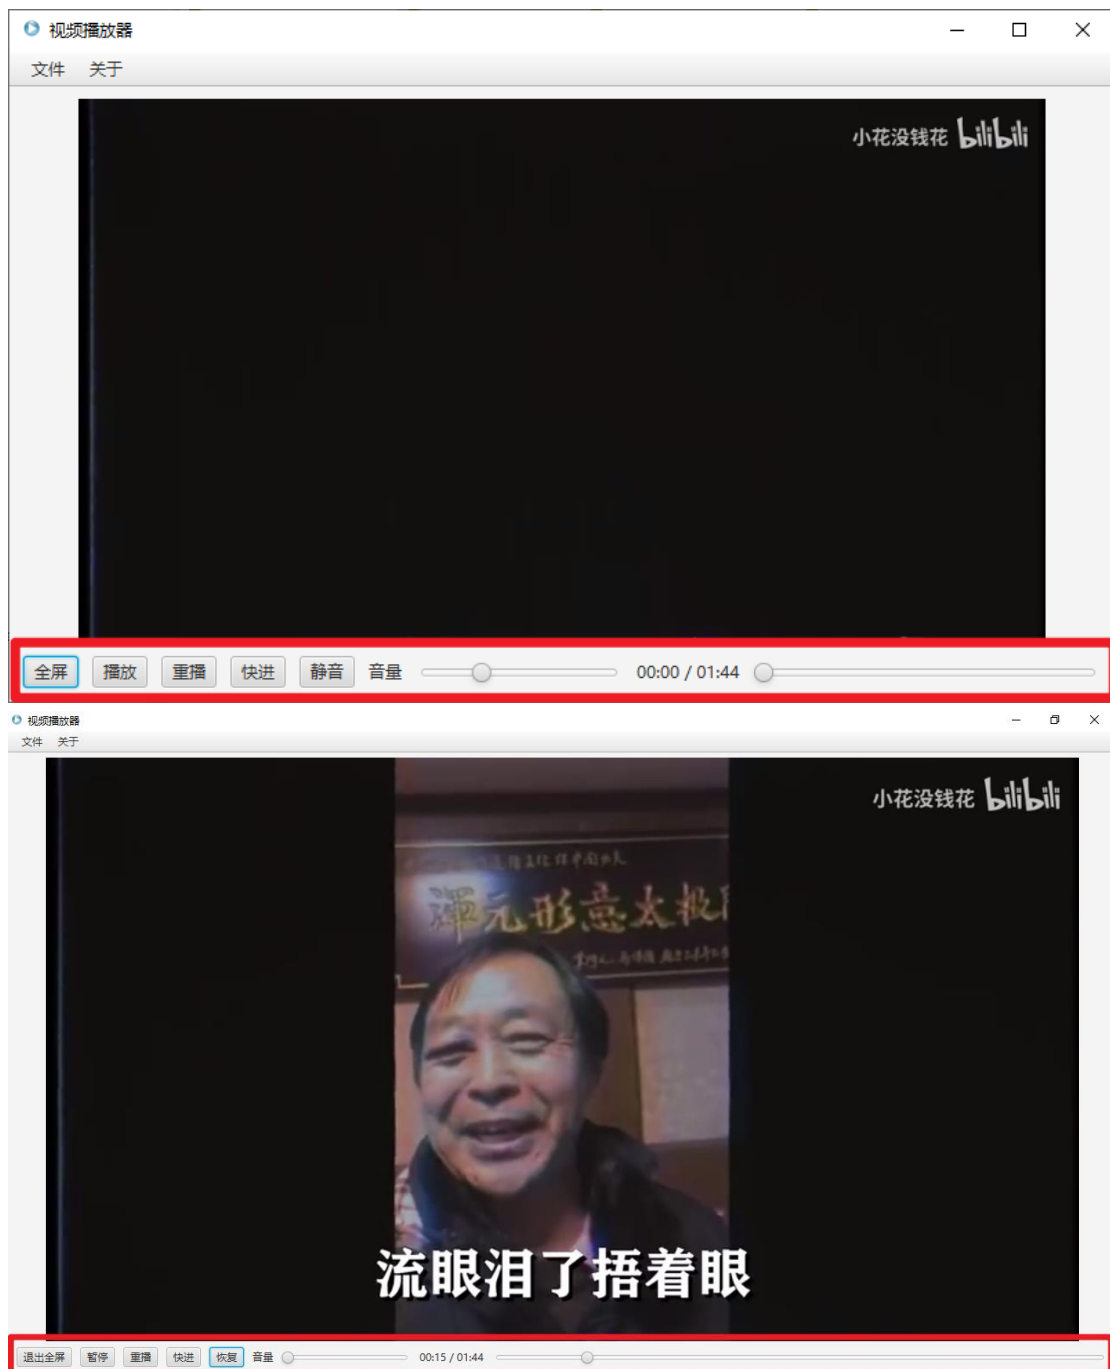 视频播放器
文件 关于
小花没钱花 bilibili
全屏 播放 重播 快进 静音 音量 00:00 / 01:44
视频播放器
文件 关于
小花没钱花 bilibili
浑元形意太极
流眼泪了捂着眼
退出全屏 暂停 重播 快进 恢复 音量 00:15 / 01:44